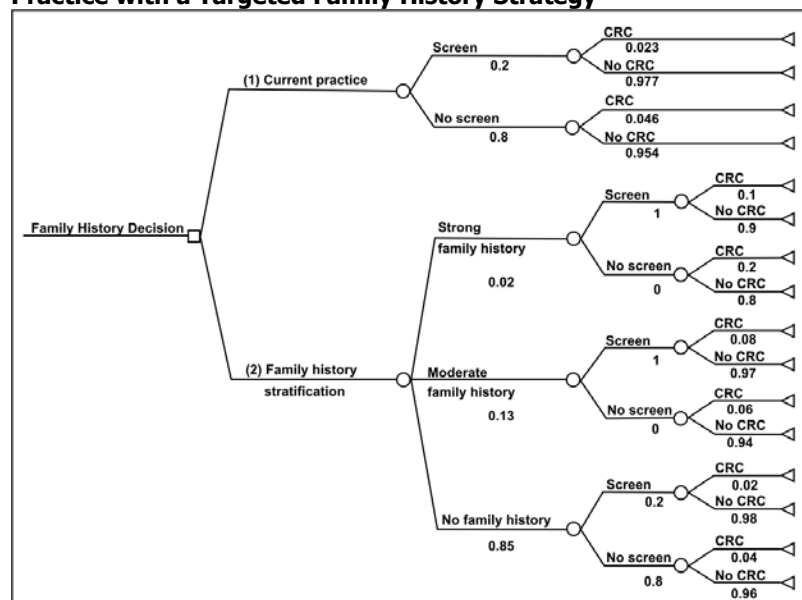 Practice with a Targeted Family History Strategy
CRC
Screen
0.023
0.2
No CRC
(1) Current practice
0.977
CRC
No screen
0.046
0.8
No CRC
0.954
CRC
Screen
0.1
1
No CRC
Strong
0.9
Family History Decision
family history
CRC
No screen
0.2
0.02
0
No CRC
0.8
CRC
Screen
0.08
1
No CRC
(2) Family history
Moderate
0.97
stratification
family history
CRC
0.13
No screen
0.06
0
No CRC
0.94
CRC
Screen
0.02
0.2
No CRC
No family history
0.98
0.85
CRC
No screen
0.04
0.8
No CRC
0.96